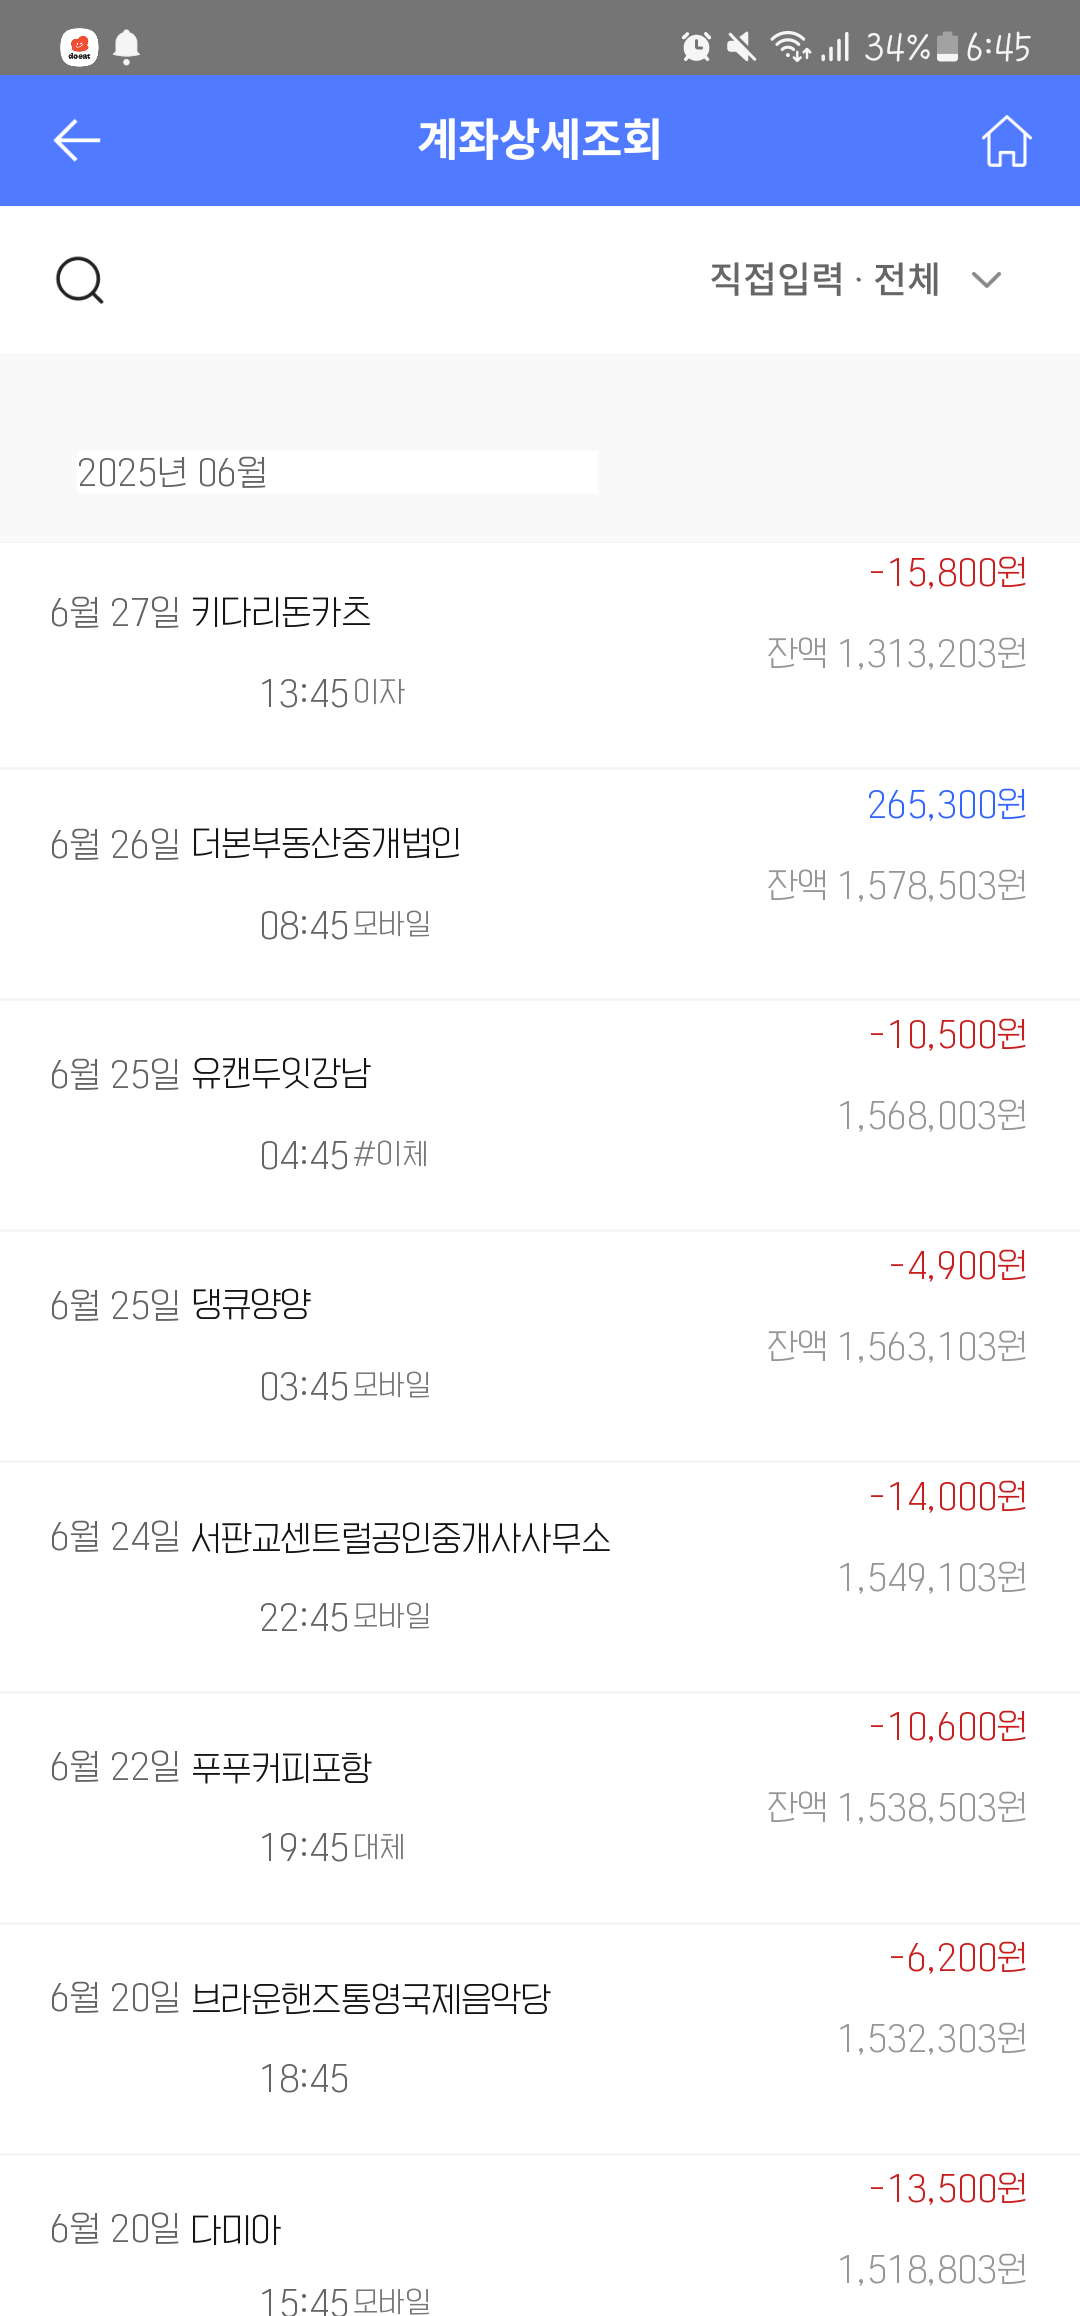 doeat 34% 6:45
계좌상세조회
직접입력 · 전체
2025년 06월
-15,800원
6월 27일 키다리돈카츠
잔액 1,313,203원
13:45 이자
265,300원
6월 26일 더본부동산중개법인
잔액 1,578,503원
08:45 모바일
-10,500원
6월 25일 유캔두잇강남
1,568,003원
04:45 #이체
-4,900원
6월 25일 댕큐양양
잔액 1,563,103원
03:45 모바일
-14,000원
6월 24일 서판교센트럴공인중개사사무소
1,549,103원
22:45 모바일
-10,600원
6월 22일 푸푸커피포항
잔액 1,538,503원
19:45 대체
-6,200원
6월 20일 브라운핸즈통영국제음악당
1,532,303원
18:45
-13,500원
6월 20일 다미아
1,518,803원
15:45 모바일